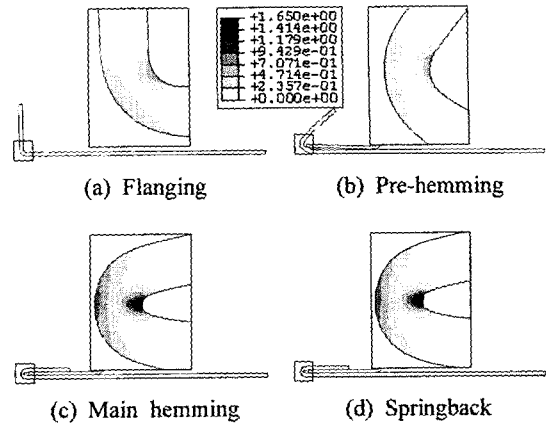 +1.650e+00
+1.414e+00
+1.179e+00
+9.429e-01
+7.071e-01
+4.714e-01
+2.357e-01
+0.000e+00
(a) Flanging
(b) Pre-hemming
(c) Main hemming
(d) Springback